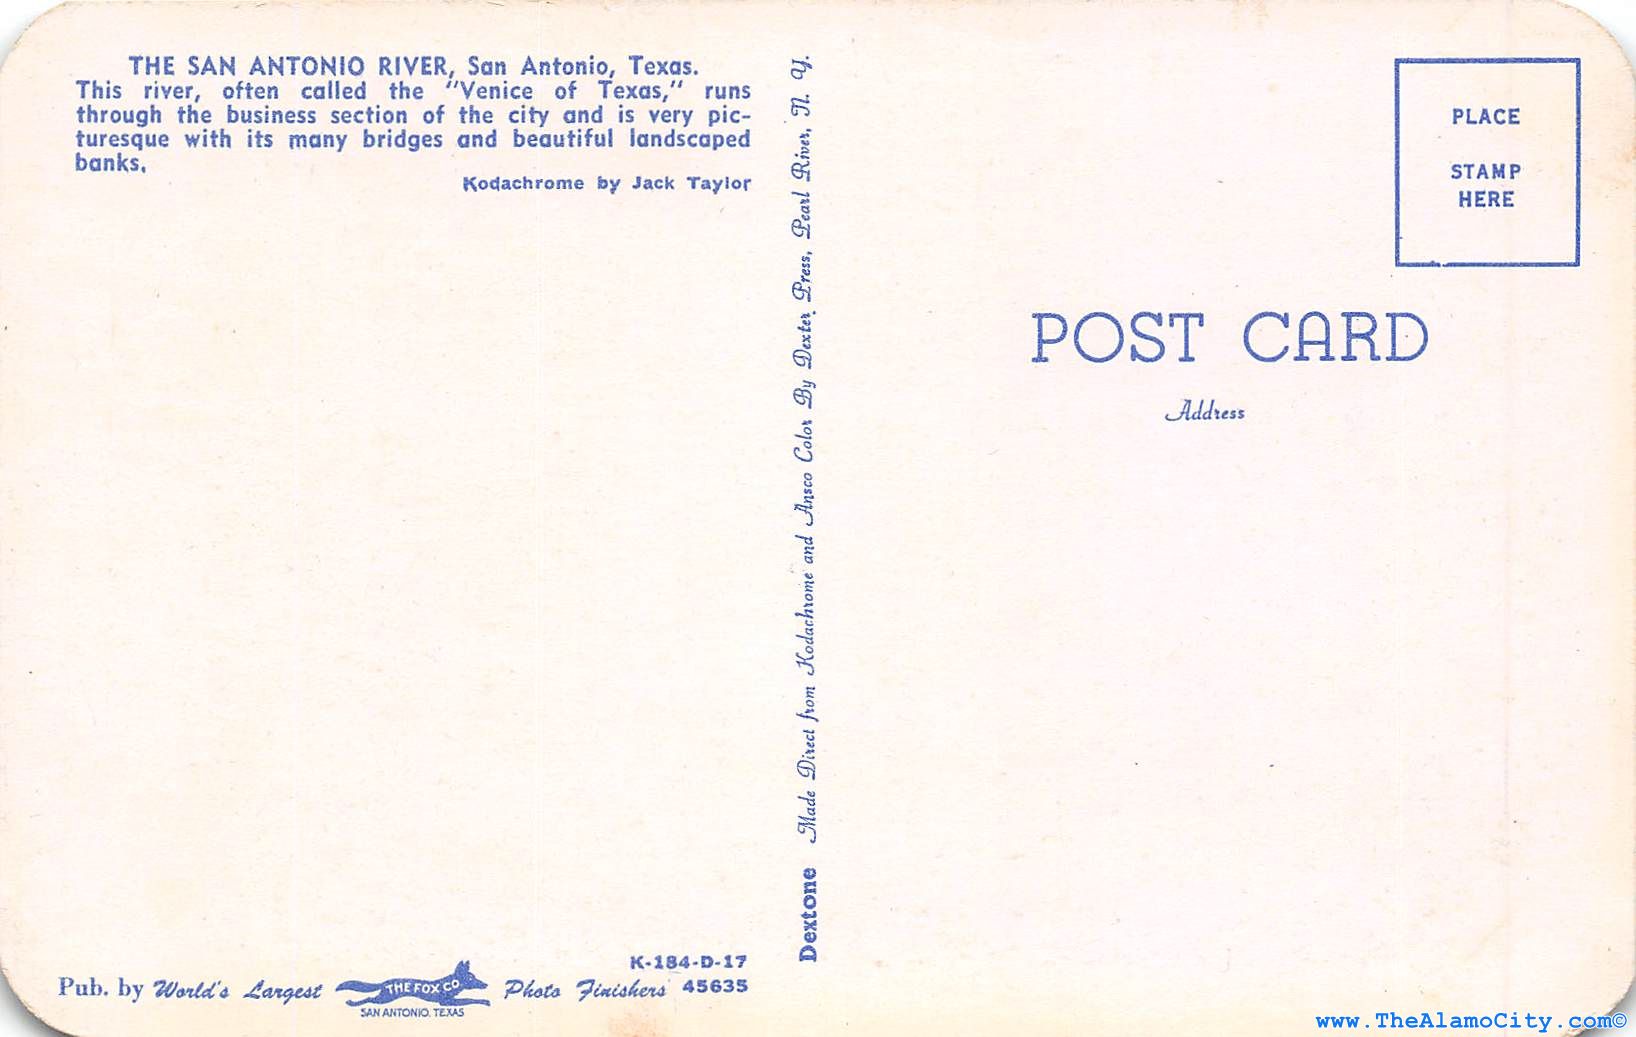 THE SAN ANTONIO RIVER, San Antonio, Texas.
This river, often called the "Venice of Texas," runs
through the business section of the city and is very pic-
turesque with its many bridges and beautiful landscaped
banks.
Kodachrome by Jack Taylor
Dextone Made Direct from Kodachrome and Ansco Color By Dexter Press, Pearl River, N. Y.
PLACE
STAMP
HERE
POST CARD
Address
K-184-D-17
Pub. by World's Largest THE FOX CO Photo Finishers 45635
SAN ANTONIO, TEXAS
www.TheAlamoCity.com©